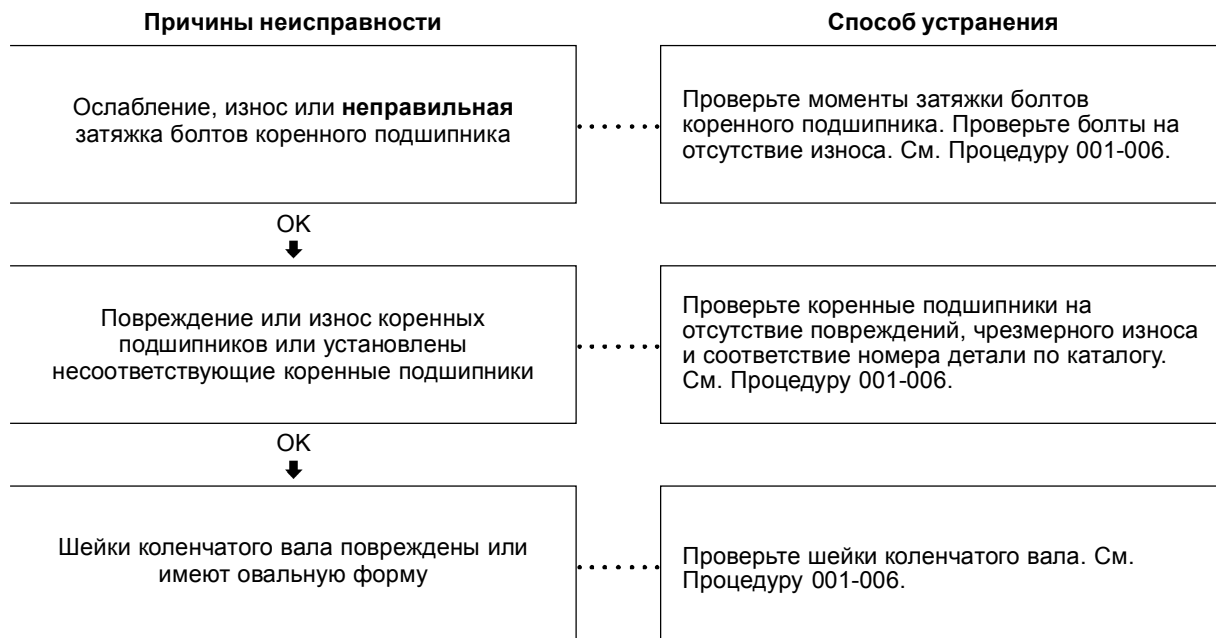 Причины неисправности
Способ устранения
Ослабление, износ или неправильная
затяжка болтов коренного подшипника
Проверьте моменты затяжки болтов
коренного подшипника. Проверьте болты на
отсутствие износа. См. Процедуру 001-006.
OK
Повреждение или износ коренных
подшипников или установлены
несоответствующие коренные подшипники
Проверьте коренные подшипники на
отсутствие повреждений, чрезмерного износа
и соответствие номера детали по каталогу.
См. Процедуру 001-006.
OK
Шейки коленчатого вала повреждены или
имеют овальную форму
Проверьте шейки коленчатого вала. См.
Процедуру 001-006.